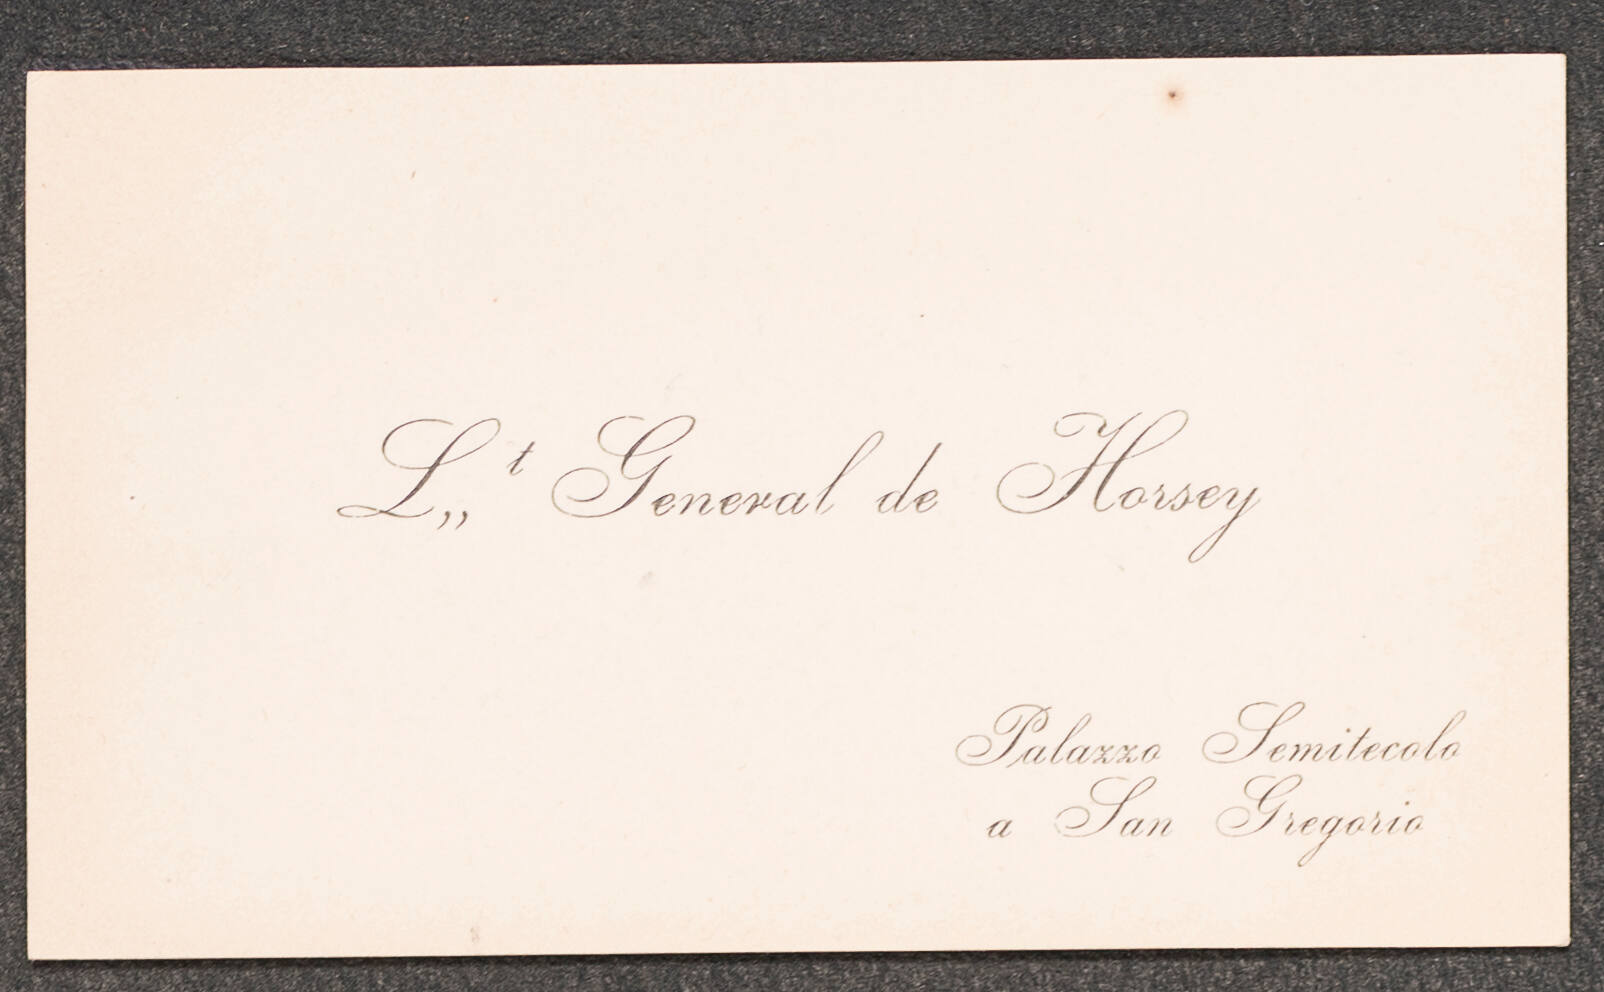 L,,ᵗ General de Horsey
Palazzo Semitecolo
a San Gregorio